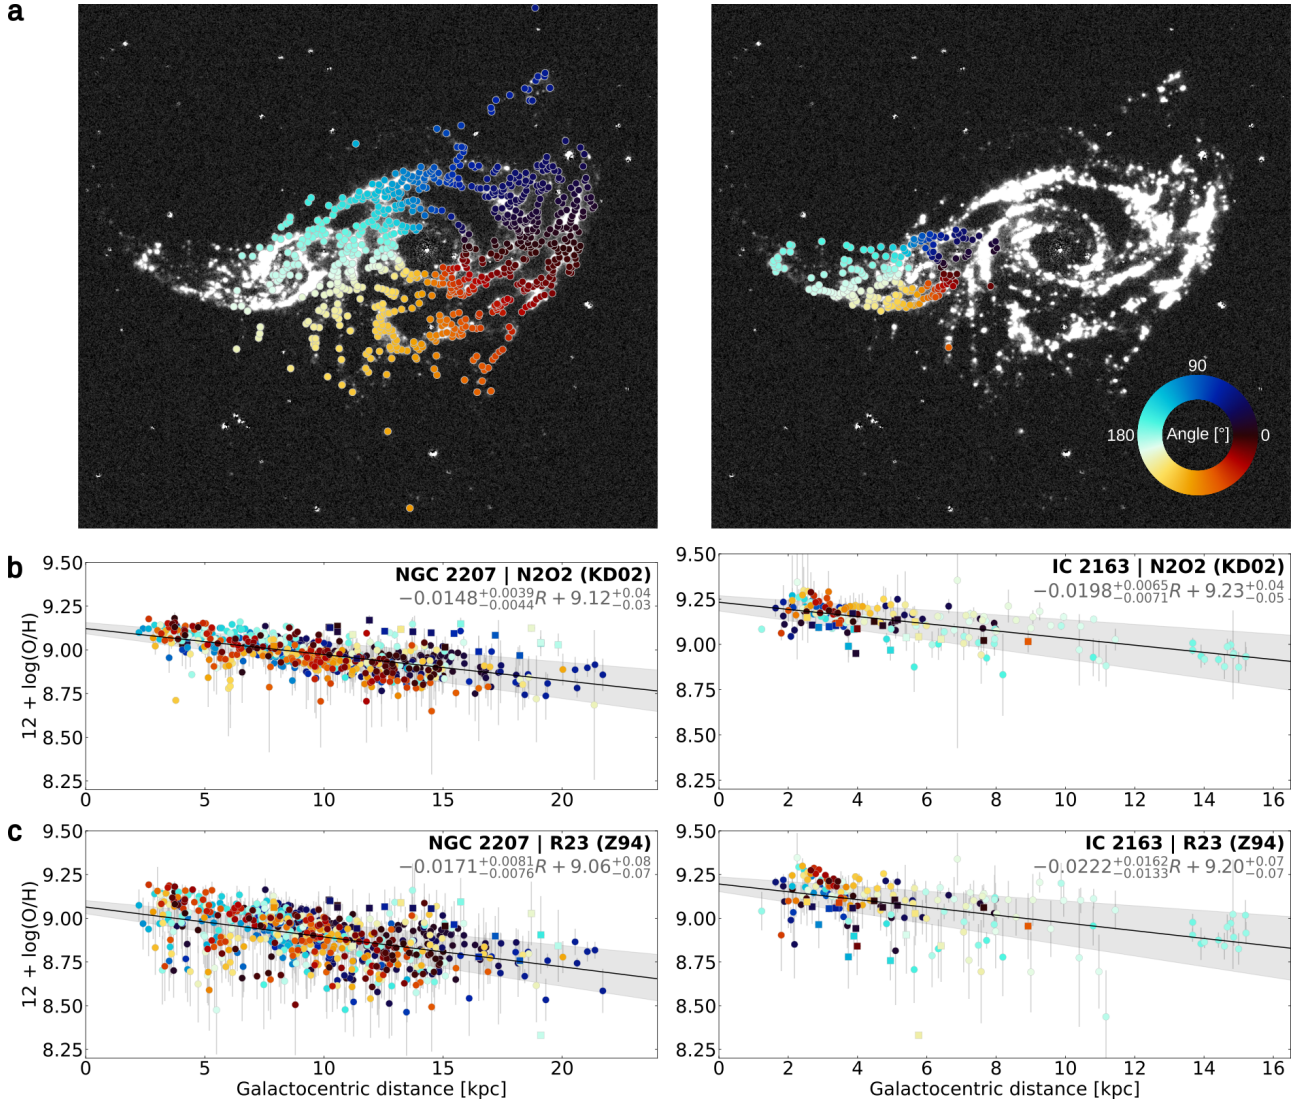 a
90
180
Angle [°]
0
b
NGC 2207 | N2O2 (KD02)
−0.0148+0.0039−0.0044R + 9.12+0.04−0.03
IC 2163 | N2O2 (KD02)
−0.0198+0.0065−0.0071R + 9.23+0.04−0.05
12 + log(O/H)
9.50
9.25
9.00
8.75
8.50
8.25
0 5 10 15 20
9.50
9.25
9.00
8.75
8.50
8.25
0 2 4 6 8 10 12 14 16
c
NGC 2207 | R23 (Z94)
−0.0171+0.0081−0.0076R + 9.06+0.08−0.07
IC 2163 | R23 (Z94)
−0.0222+0.0162−0.0133R + 9.20+0.07−0.07
12 + log(O/H)
9.50
9.25
9.00
8.75
8.50
8.25
0 5 10 15 20
Galactocentric distance [kpc]
9.50
9.25
9.00
8.75
8.50
8.25
0 2 4 6 8 10 12 14 16
Galactocentric distance [kpc]